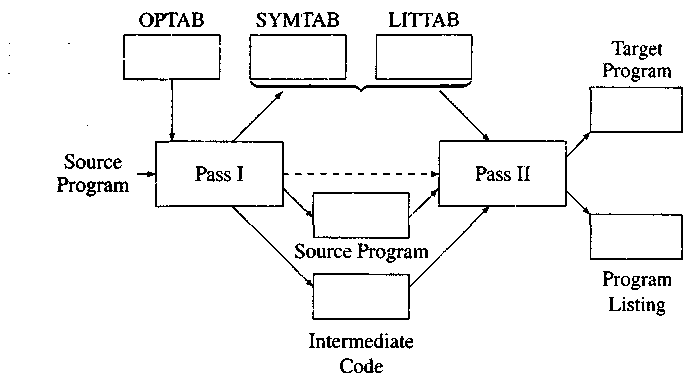 OPTAB
SYMTAB
LITTAB
Target
Program
Source
Program
Pass I
Pass II
Source Program
Program
Listing
Intermediate
Code